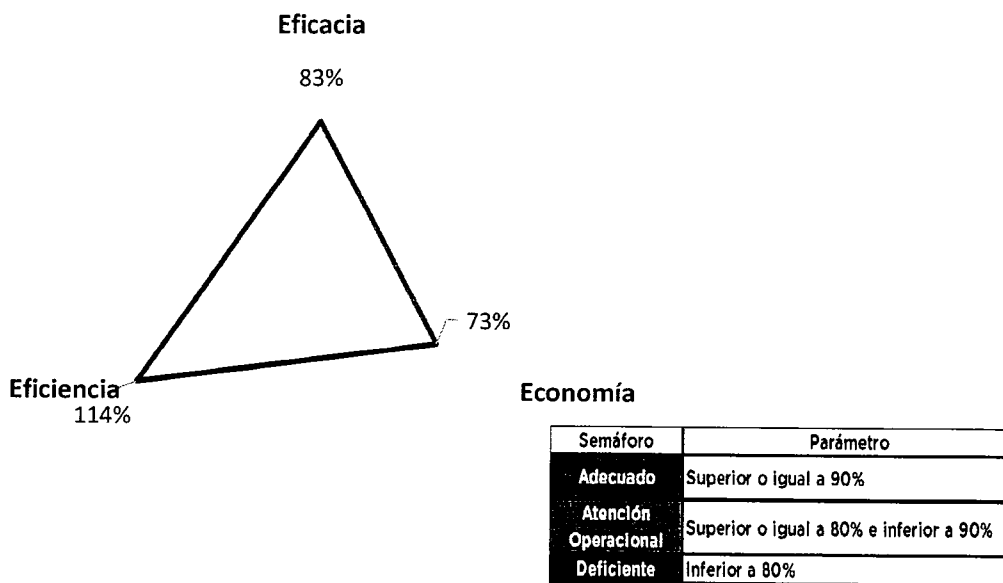 Eficacia
83%
73%
Eficiencia
114%
Economía
Semáforo Parámetro
Adecuado Superior o igual a 90%
Atención
Operacional Superior o igual a 80% e inferior a 90%
Deficiente Inferior a 80%